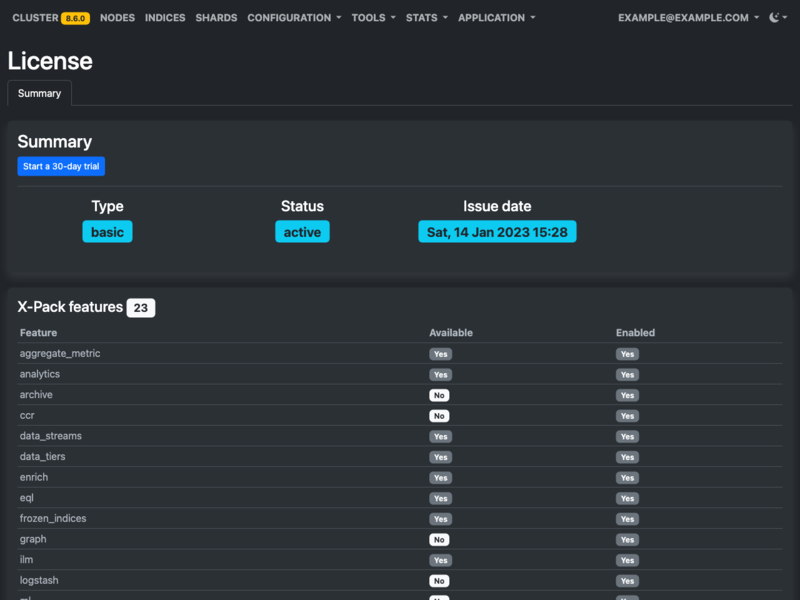 CLUSTER 8.6.0 NODES INDICES SHARDS CONFIGURATION TOOLS STATS APPLICATION EXAMPLE@EXAMPLE.COM
License
Summary
Summary
Start a 30-day trial
Type Status Issue date
basic active Sat, 14 Jan 2023 15:28
X-Pack features 23
Feature Available Enabled
aggregate_metric Yes Yes
analytics Yes Yes
archive No Yes
ccr No Yes
data_streams Yes Yes
data_tiers Yes Yes
enrich Yes Yes
eql Yes Yes
frozen_indices Yes Yes
graph No Yes
ilm Yes Yes
logstash No Yes